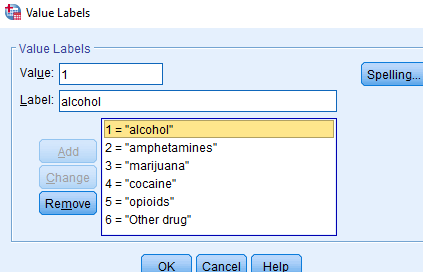 Value Labels
Value Labels
Value: 1
Spelling...
Label: alcohol
1 = "alcohol"
Add
2 = "amphetamines"
3 = "marijuana"
Change
4 = "cocaine"
Remove
5 = "opioids"
6 = "Other drug"
OK Cancel Help